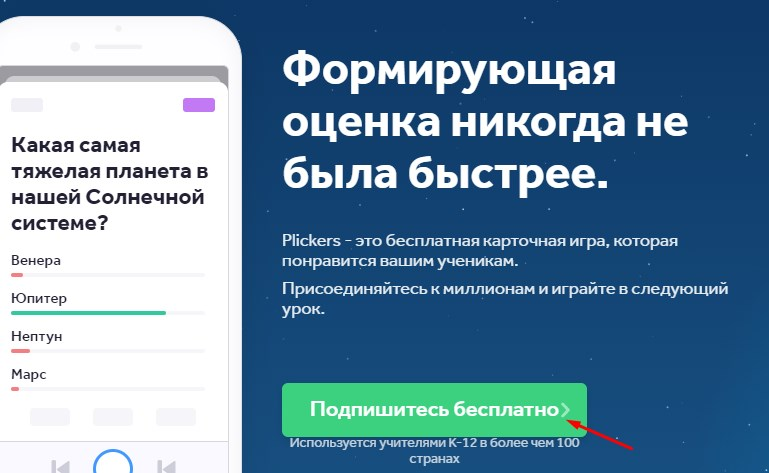 Какая самая
тяжелая планета в
нашей Солнечной
системе?
Венера
Юпитер
Нептун
Марс
Формирующая
оценка никогда не
была быстрее.
Plickers - это бесплатная карточная игра, которая
понравится вашим ученикам.
Присоединяйтесь к миллионам и играйте в следующий
урок.
Подпишитесь бесплатно
Используется учителями K-12 в более чем 100
странах